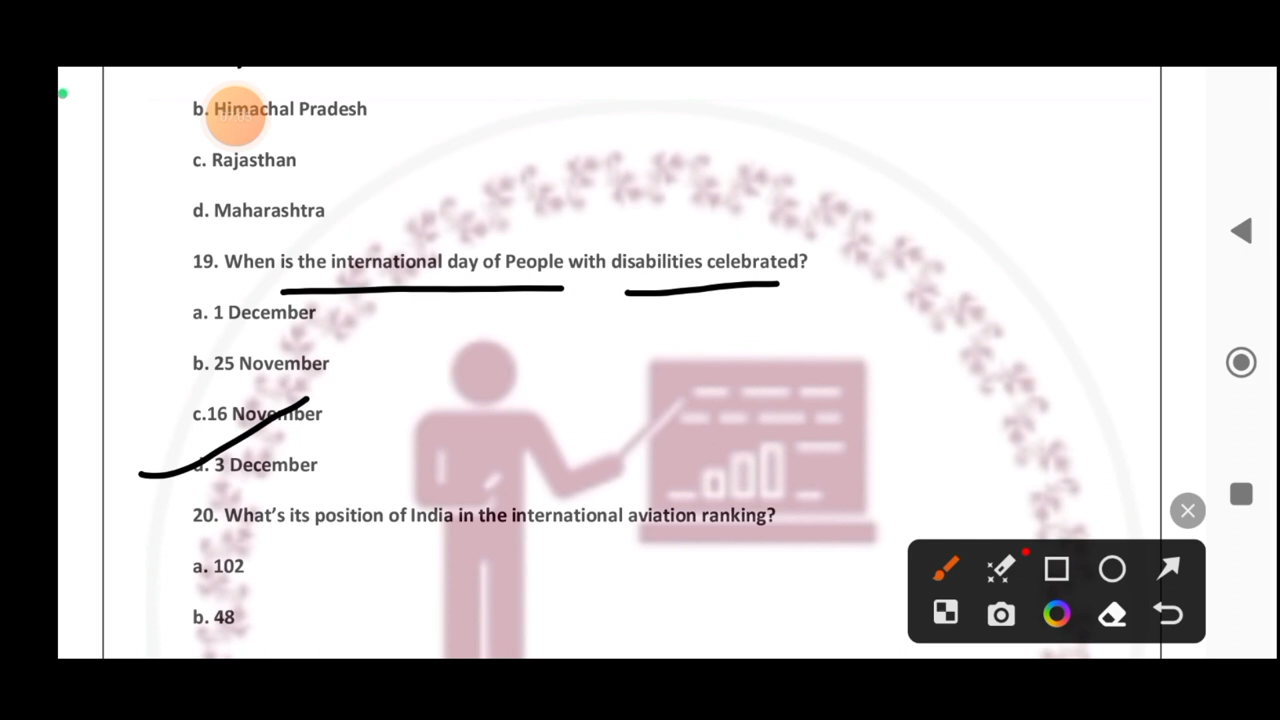 b. Himachal Pradesh
c. Rajasthan
d. Maharashtra
19. When is the international day of People with disabilities celebrated?
a. 1 December
b. 25 November
c.16 November
d. 3 December
20. What's its position of India in the international aviation ranking?
a. 102
b. 48